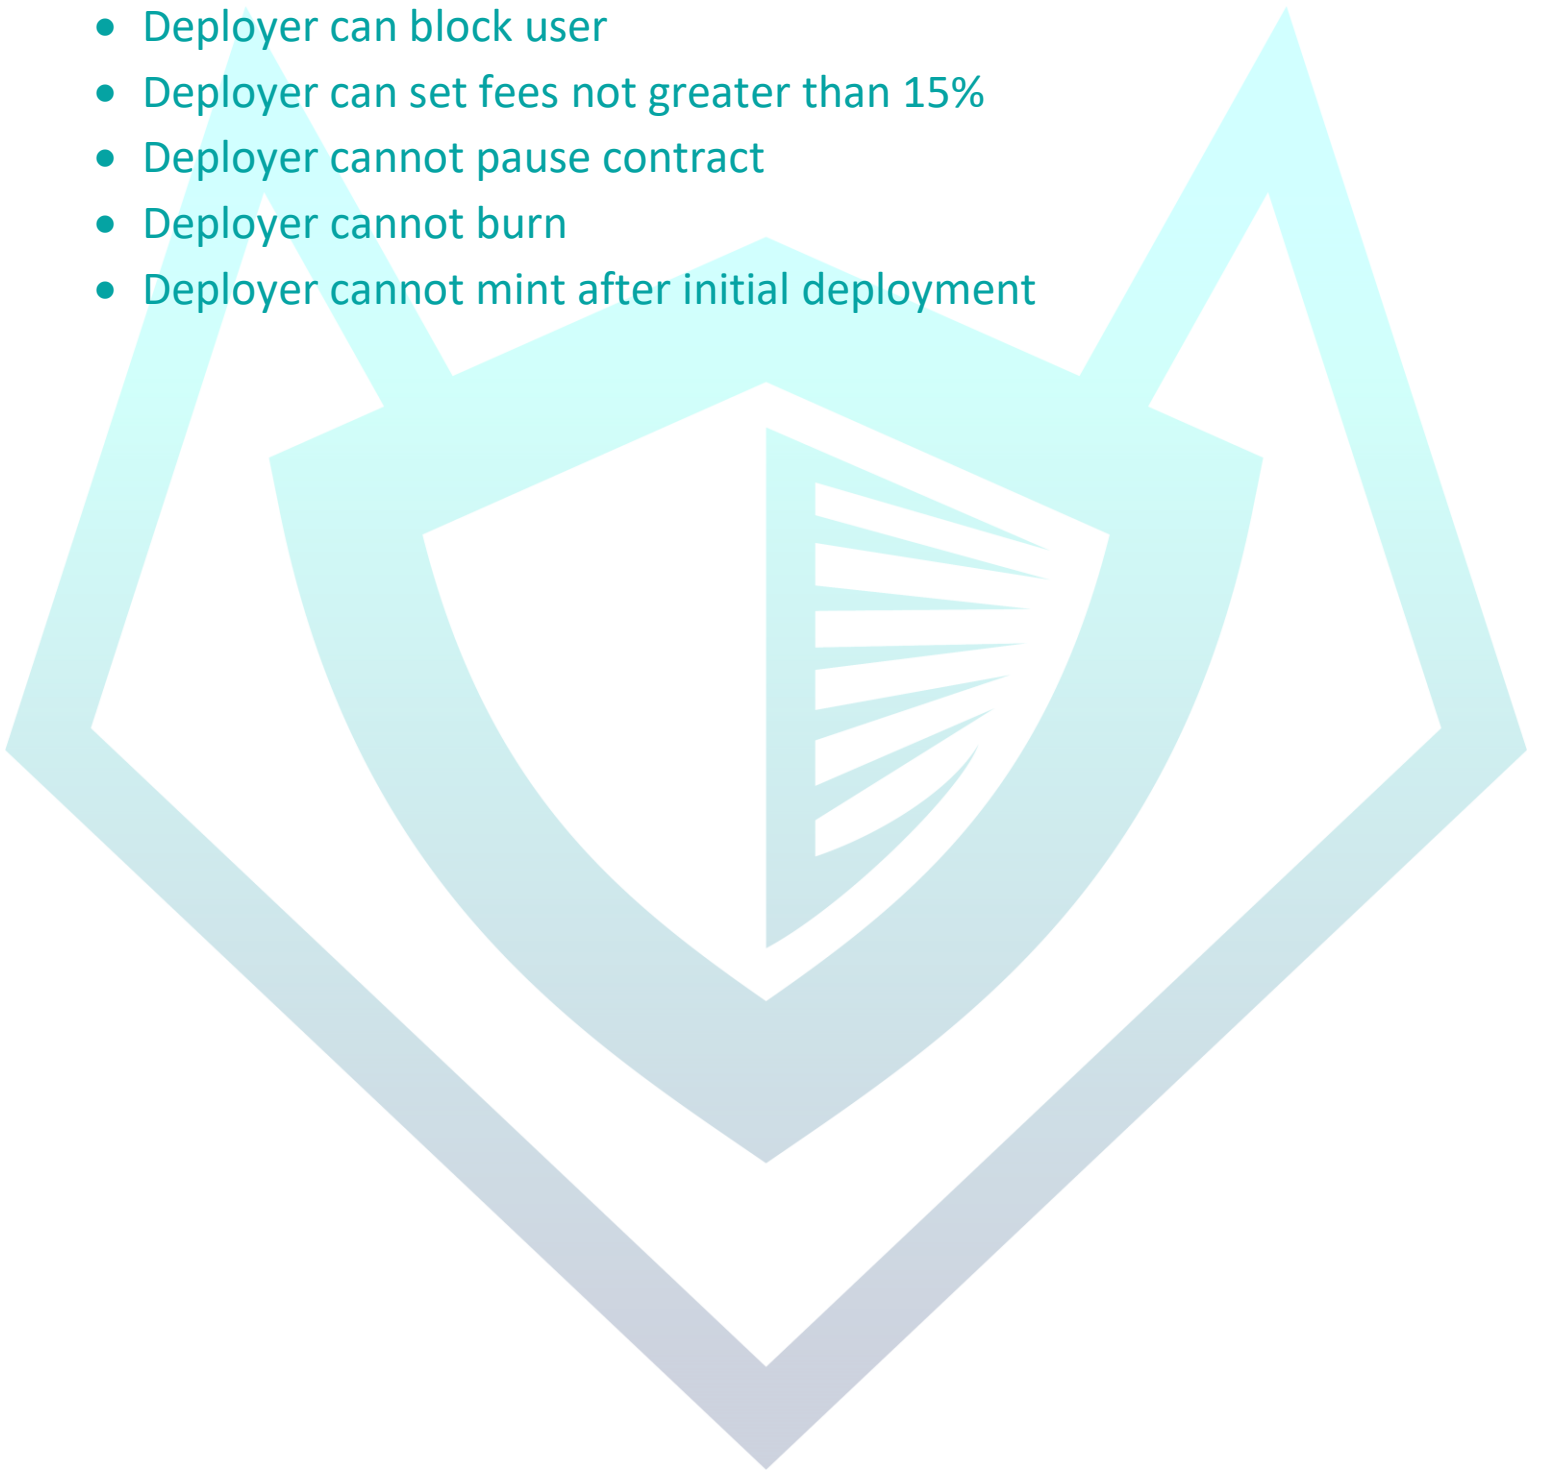 • Deployer can block user
• Deployer can set fees not greater than 15%
• Deployer cannot pause contract
• Deployer cannot burn
• Deployer cannot mint after initial deployment